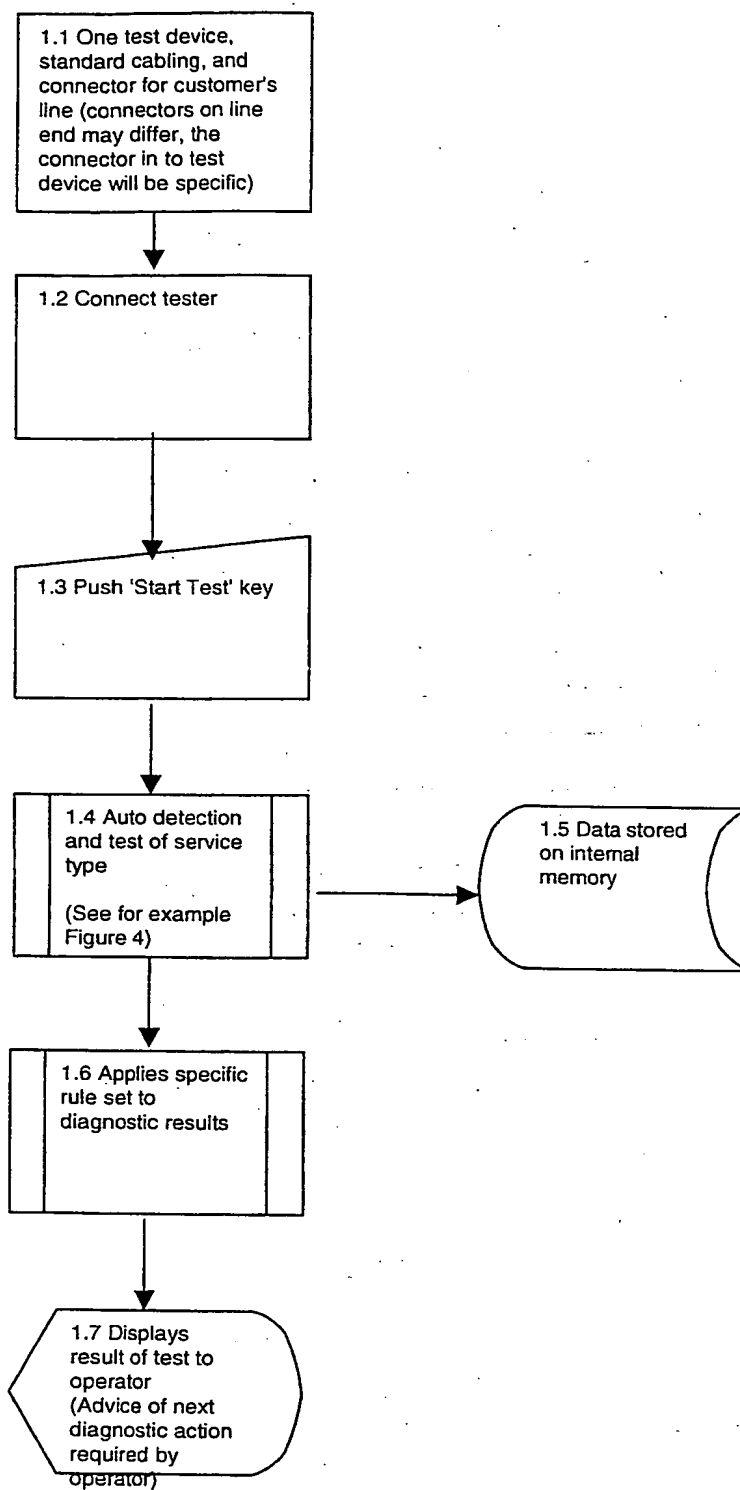 1.1 One test device,
standard cabling, and
connector for customer's
line (connectors on line
end may differ, the
connector in to test
device will be specific)
1.2 Connect tester
1.3 Push 'Start Test' key
1.4 Auto detection
and test of service
type
(See for example
Figure 4)
1.5 Data stored
on internal
memory
1.6 Applies specific
rule set to
diagnostic results
1.7 Displays
result of test to
operator
(Advice of next
diagnostic action
required by
operator)